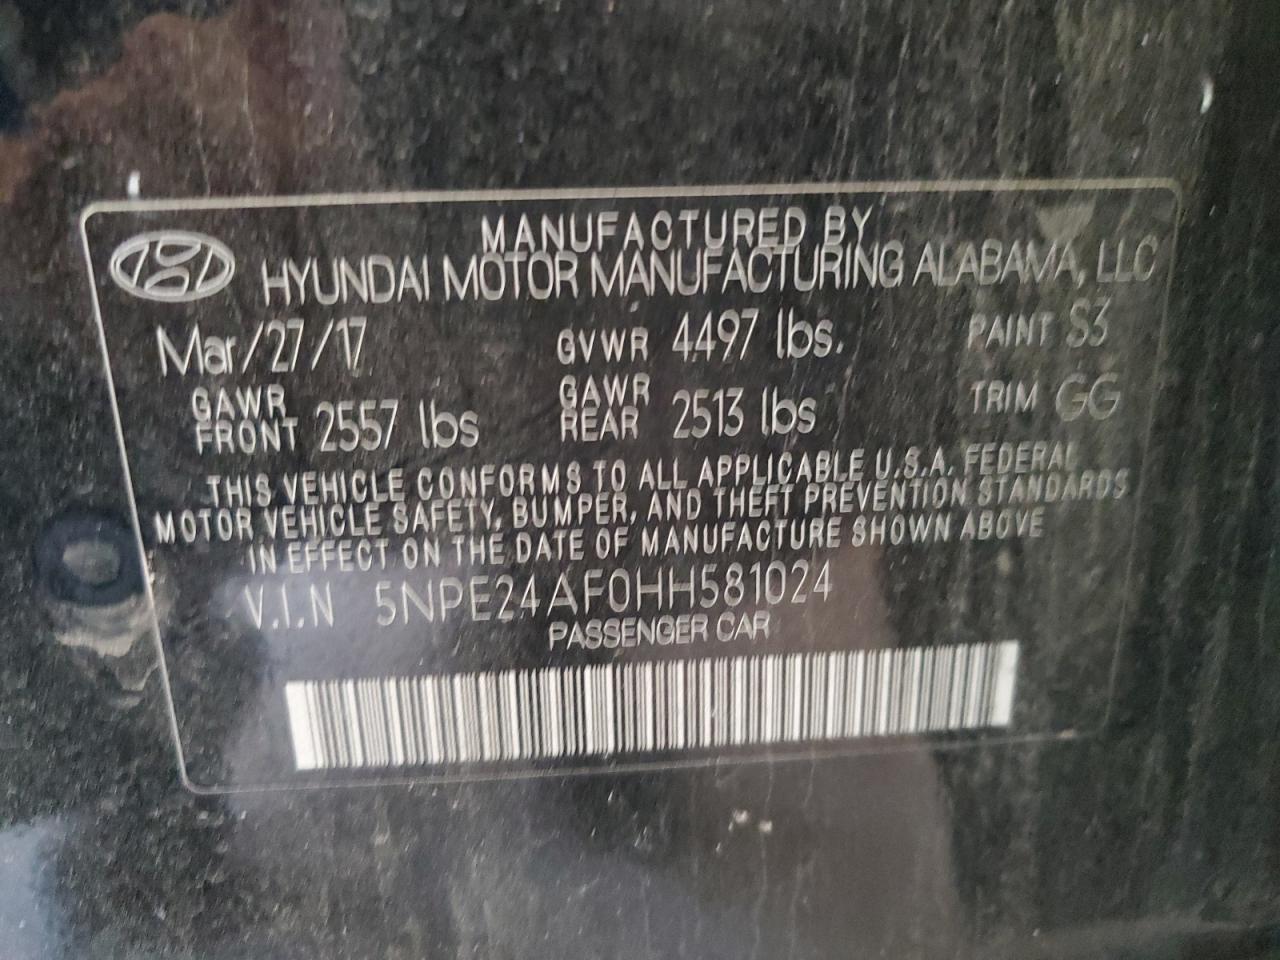 MANUFACTURED BY
HYUNDAI MOTOR MANUFACTURING ALABAMA, LLC
Mar/27/17 GVWR 4497 lbs. PAINT S3
GAWR FRONT 2557 lbs GAWR REAR 2513 lbs TRIM GG
THIS VEHICLE CONFORMS TO ALL APPLICABLE U.S.A. FEDERAL
MOTOR VEHICLE SAFETY, BUMPER, AND THEFT PREVENTION STANDARDS
IN EFFECT ON THE DATE OF MANUFACTURE SHOWN ABOVE
V.I.N 5NPE24AF0HH581024
PASSENGER CAR